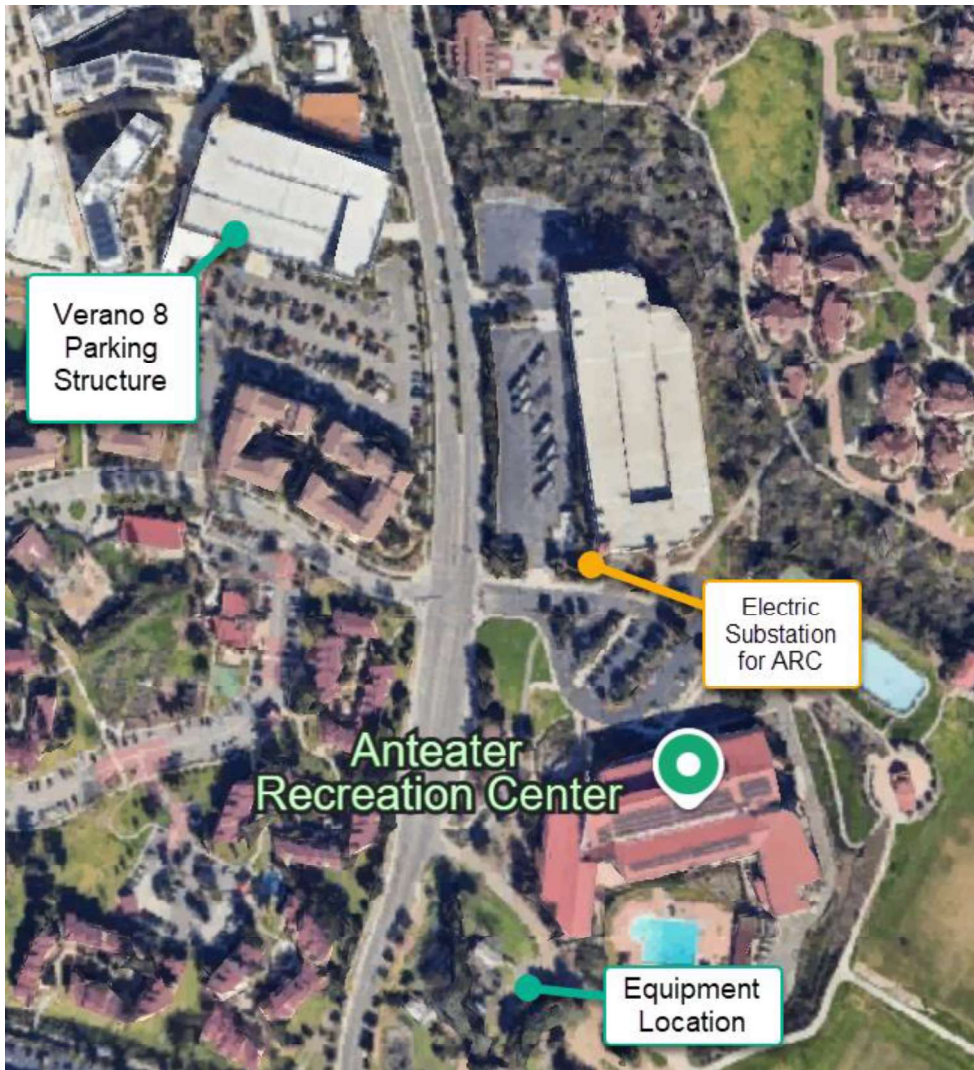 Verano 8
Parking
Structure
Electric
Substation
for ARC
Anteater
Recreation Center
Equipment
Location